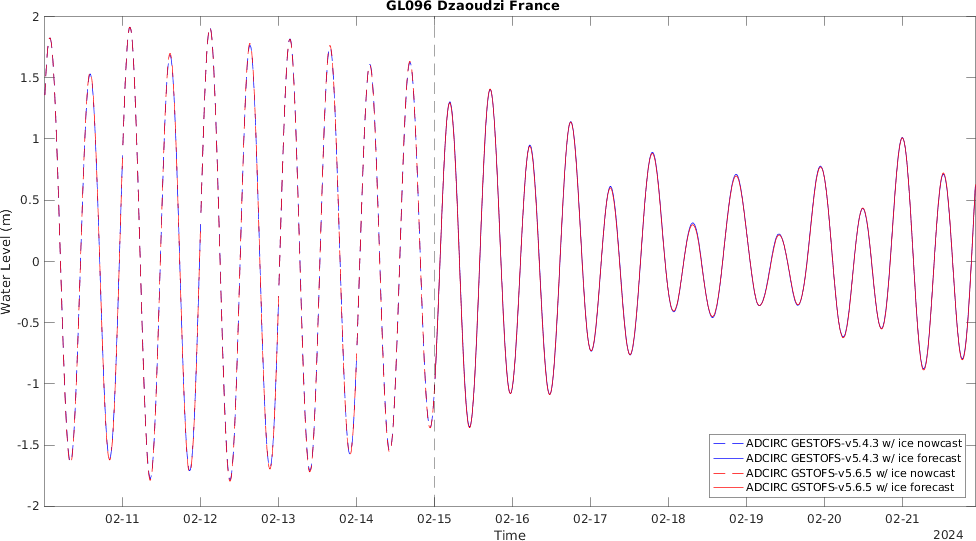 GL096 Dzaoudzi France
2
1.5
1
0.5
0
-0.5
-1
-1.5
-2
Water Level (m)
02-11 02-12 02-13 02-14 02-15 02-16 02-17 02-18 02-19 02-20 02-21
Time
2024
ADCIRC GESTOFS-v5.4.3 w/ ice nowcast
ADCIRC GESTOFS-v5.4.3 w/ ice forecast
ADCIRC GSTOFS-v5.6.5 w/ ice nowcast
ADCIRC GSTOFS-v5.6.5 w/ ice forecast